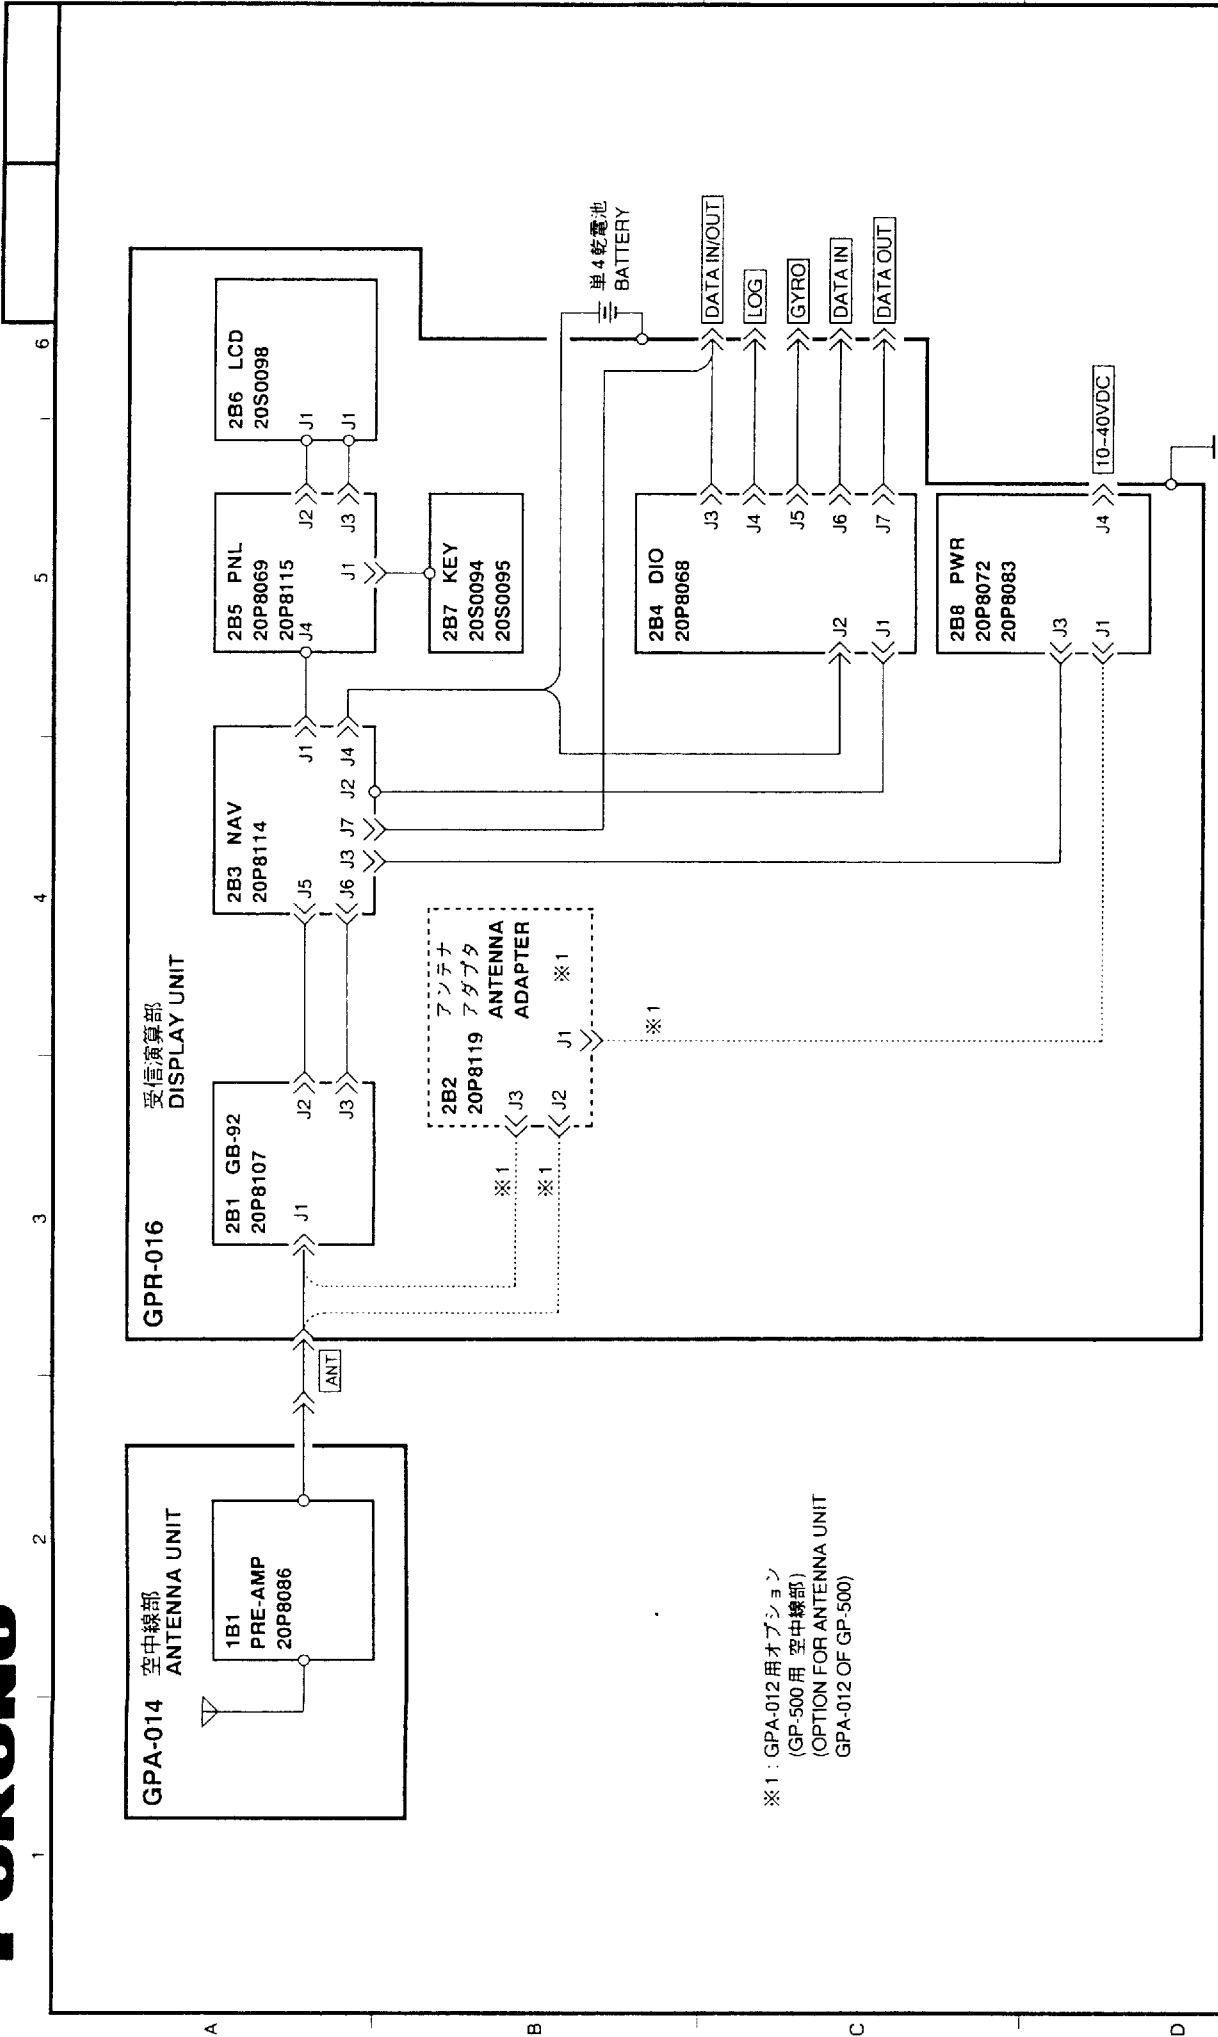 1
2
3
4
5
6
A
B
C
D
GPA-014 空中線部
ANTENNA UNIT
1B1
PRE-AMP
20P8086
ANT
GPR-016
受信演算部
DISPLAY UNIT
2B1 GB-92
20P8107
J1
J2
J3
2B3 NAV
20P8114
J5
J6
J3
J7
J2
J4
J1
2B5 PNL
20P8069
20P8115
J4
J1
J2
J3
2B6 LCD
20S0098
J1
J1
2B7 KEY
20S0094
20S0095
2B2 アンテナ
20P8119 アダプタ
ANTENNA
ADAPTER
※1
J3
J2
J1
※1
※1
※1
単4乾電池
BATTERY
2B4 DIO
20P8068
J2
J1
J3
J4
J5
J6
J7
DATA IN/OUT
LOG
GYRO
DATA IN
DATA OUT
2B8 PWR
20P8072
20P8083
J3
J1
J4
10-40VDC
※1：GPA-012用オプション
(GP-500用 空中線部)
(OPTION FOR ANTENNA UNIT
GPA-012 OF GP-500)